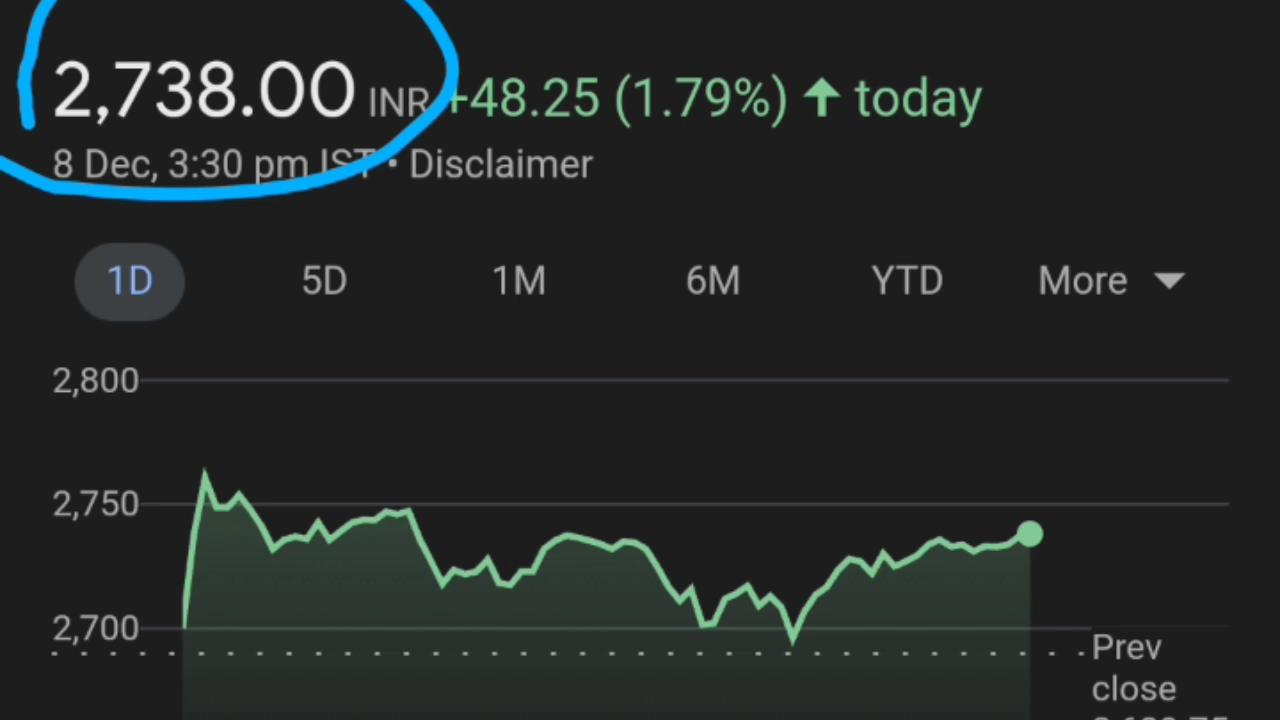 2,738.00 INR +48.25 (1.79%) ↑ today
8 Dec, 3:30 pm IST • Disclaimer
1D 5D 1M 6M YTD More
2,800
2,750
2,700
Prev
close